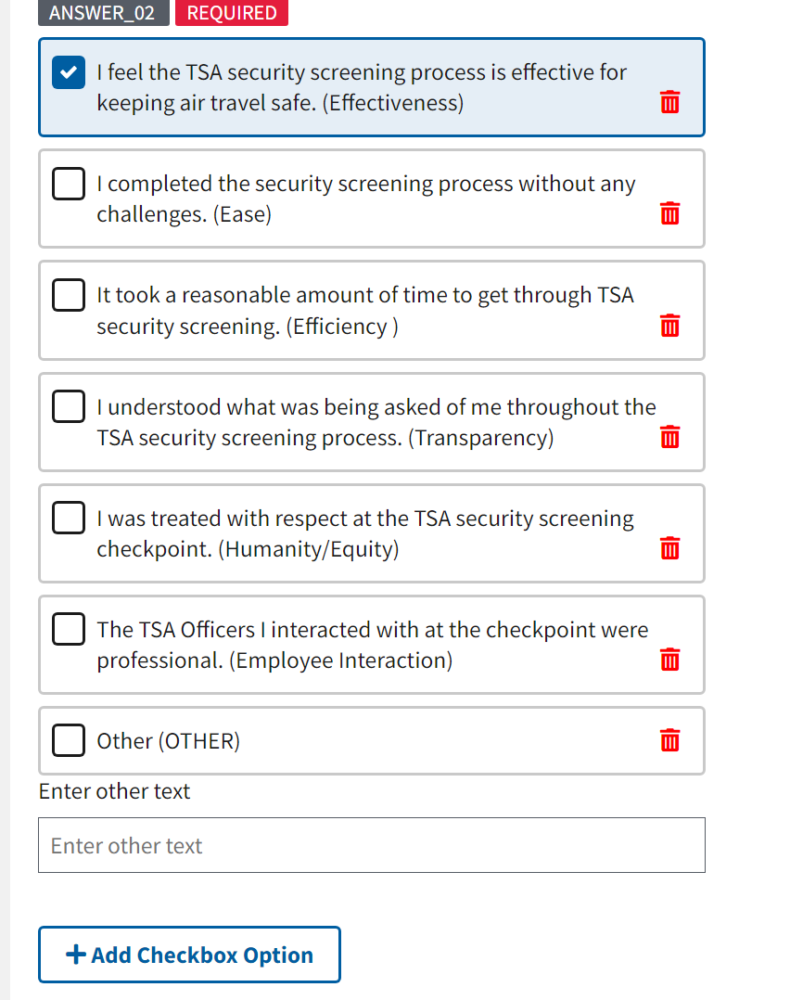 ANSWER_02 REQUIRED
I feel the TSA security screening process is effective for
keeping air travel safe. (Effectiveness)
I completed the security screening process without any
challenges. (Ease)
It took a reasonable amount of time to get through TSA
security screening. (Efficiency )
I understood what was being asked of me throughout the
TSA security screening process. (Transparency)
I was treated with respect at the TSA security screening
checkpoint. (Humanity/Equity)
The TSA Officers I interacted with at the checkpoint were
professional. (Employee Interaction)
Other (OTHER)
Enter other text
Enter other text
+ Add Checkbox Option